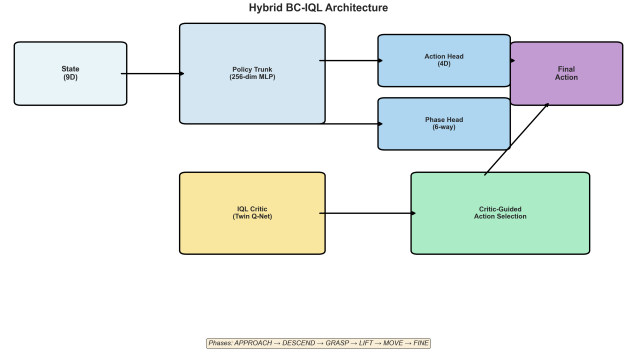 Hybrid BC-IQL Architecture
State
(9D)
Policy Trunk
(256-dim MLP)
Action Head
(4D)
Final
Action
Phase Head
(6-way)
IQL Critic
(Twin Q-Net)
Critic-Guided
Action Selection
Phases: APPROACH → DESCEND → GRASP → LIFT → MOVE → FINE